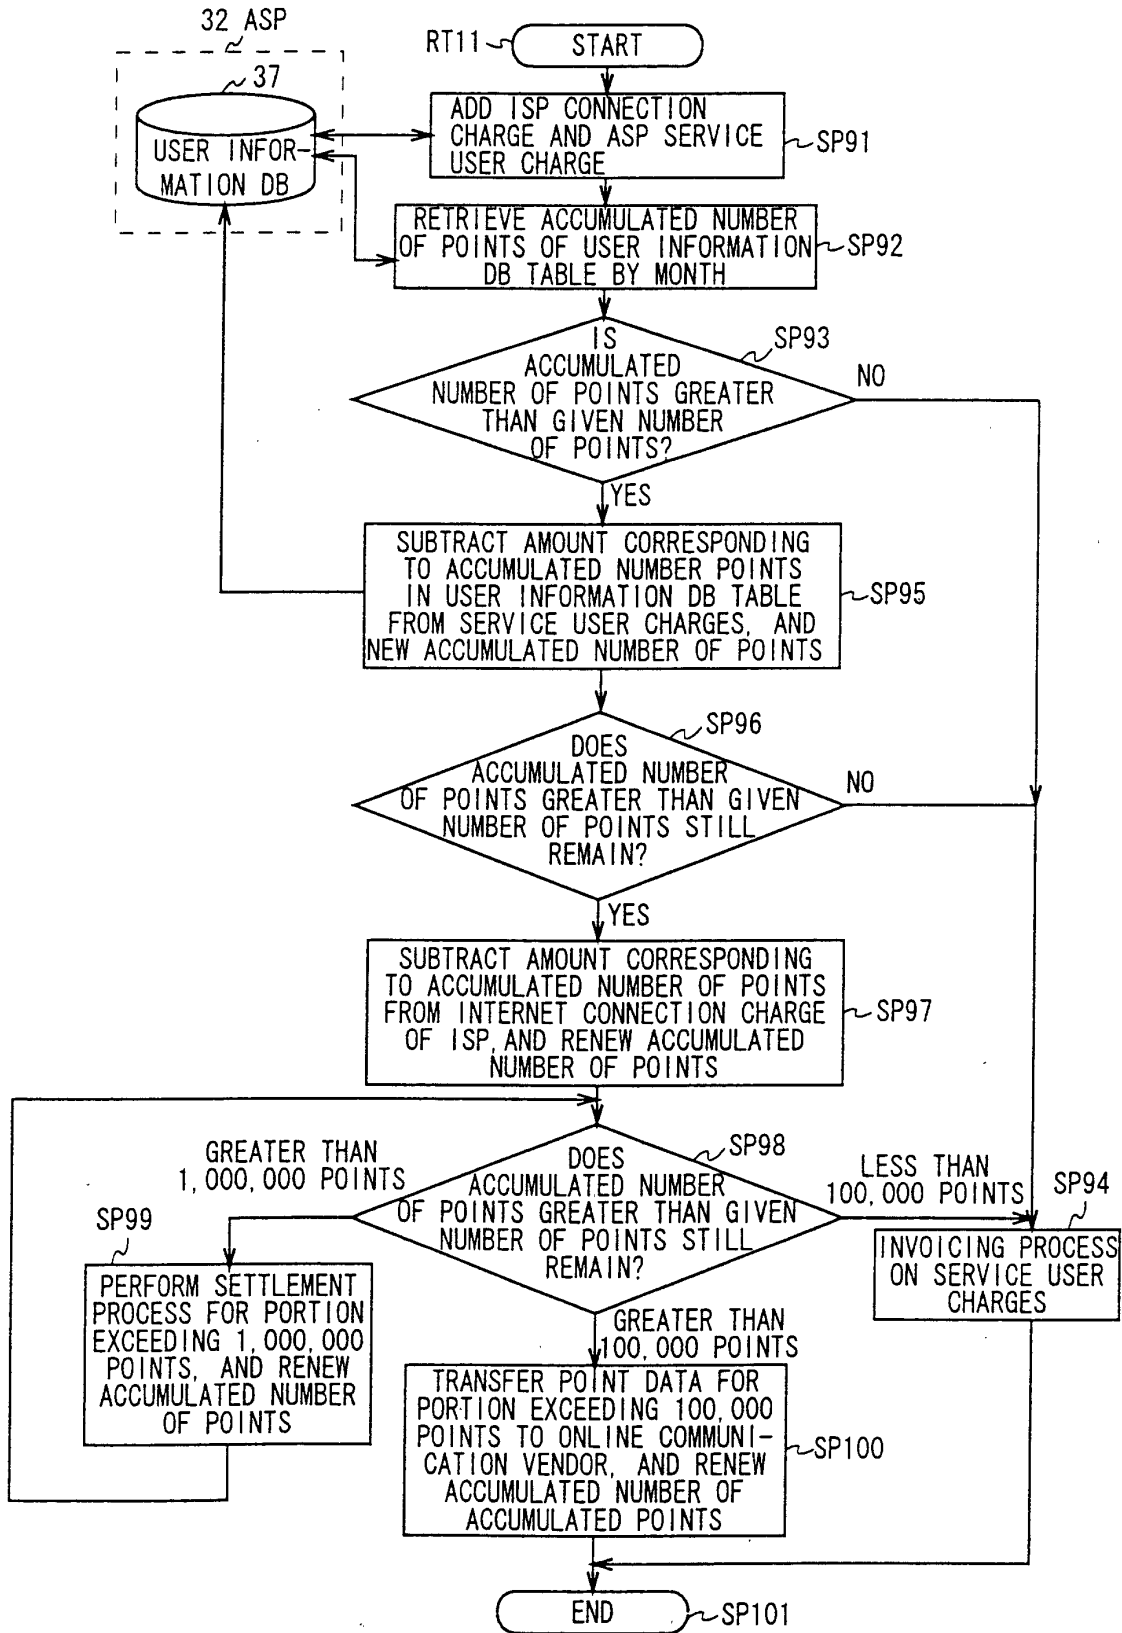 32 ASP
RT11
START
37
USER INFOR-
MATION DB
ADD ISP CONNECTION
CHARGE AND ASP SERVICE
USER CHARGE
SP91
RETRIEVE ACCUMULATED NUMBER
OF POINTS OF USER INFORMATION
DB TABLE BY MONTH
SP92
IS
ACCUMULATED
NUMBER OF POINTS GREATER
THAN GIVEN NUMBER
OF POINTS?
SP93
NO
YES
SUBTRACT AMOUNT CORRESPONDING
TO ACCUMULATED NUMBER POINTS
IN USER INFORMATION DB TABLE
FROM SERVICE USER CHARGES, AND
NEW ACCUMULATED NUMBER OF POINTS
SP95
DOES
ACCUMULATED NUMBER
OF POINTS GREATER THAN GIVEN
NUMBER OF POINTS STILL
REMAIN?
SP96
NO
YES
SUBTRACT AMOUNT CORRESPONDING
TO ACCUMULATED NUMBER OF POINTS
FROM INTERNET CONNECTION CHARGE
OF ISP, AND RENEW ACCUMULATED
NUMBER OF POINTS
SP97
GREATER THAN
1,000,000 POINTS
DOES
ACCUMULATED NUMBER
OF POINTS GREATER THAN GIVEN
NUMBER OF POINTS STILL
REMAIN?
SP98
LESS THAN
100,000 POINTS
SP94
INVOICING PROCESS
ON SERVICE USER
CHARGES
SP99
PERFORM SETTLEMENT
PROCESS FOR PORTION
EXCEEDING 1,000,000
POINTS, AND RENEW
ACCUMULATED NUMBER
OF POINTS
GREATER THAN
100,000 POINTS
TRANSFER POINT DATA FOR
PORTION EXCEEDING 100,000
POINTS TO ONLINE COMMUNI-
CATION VENDOR, AND RENEW
ACCUMULATED NUMBER OF
ACCUMULATED POINTS
SP100
END
SP101